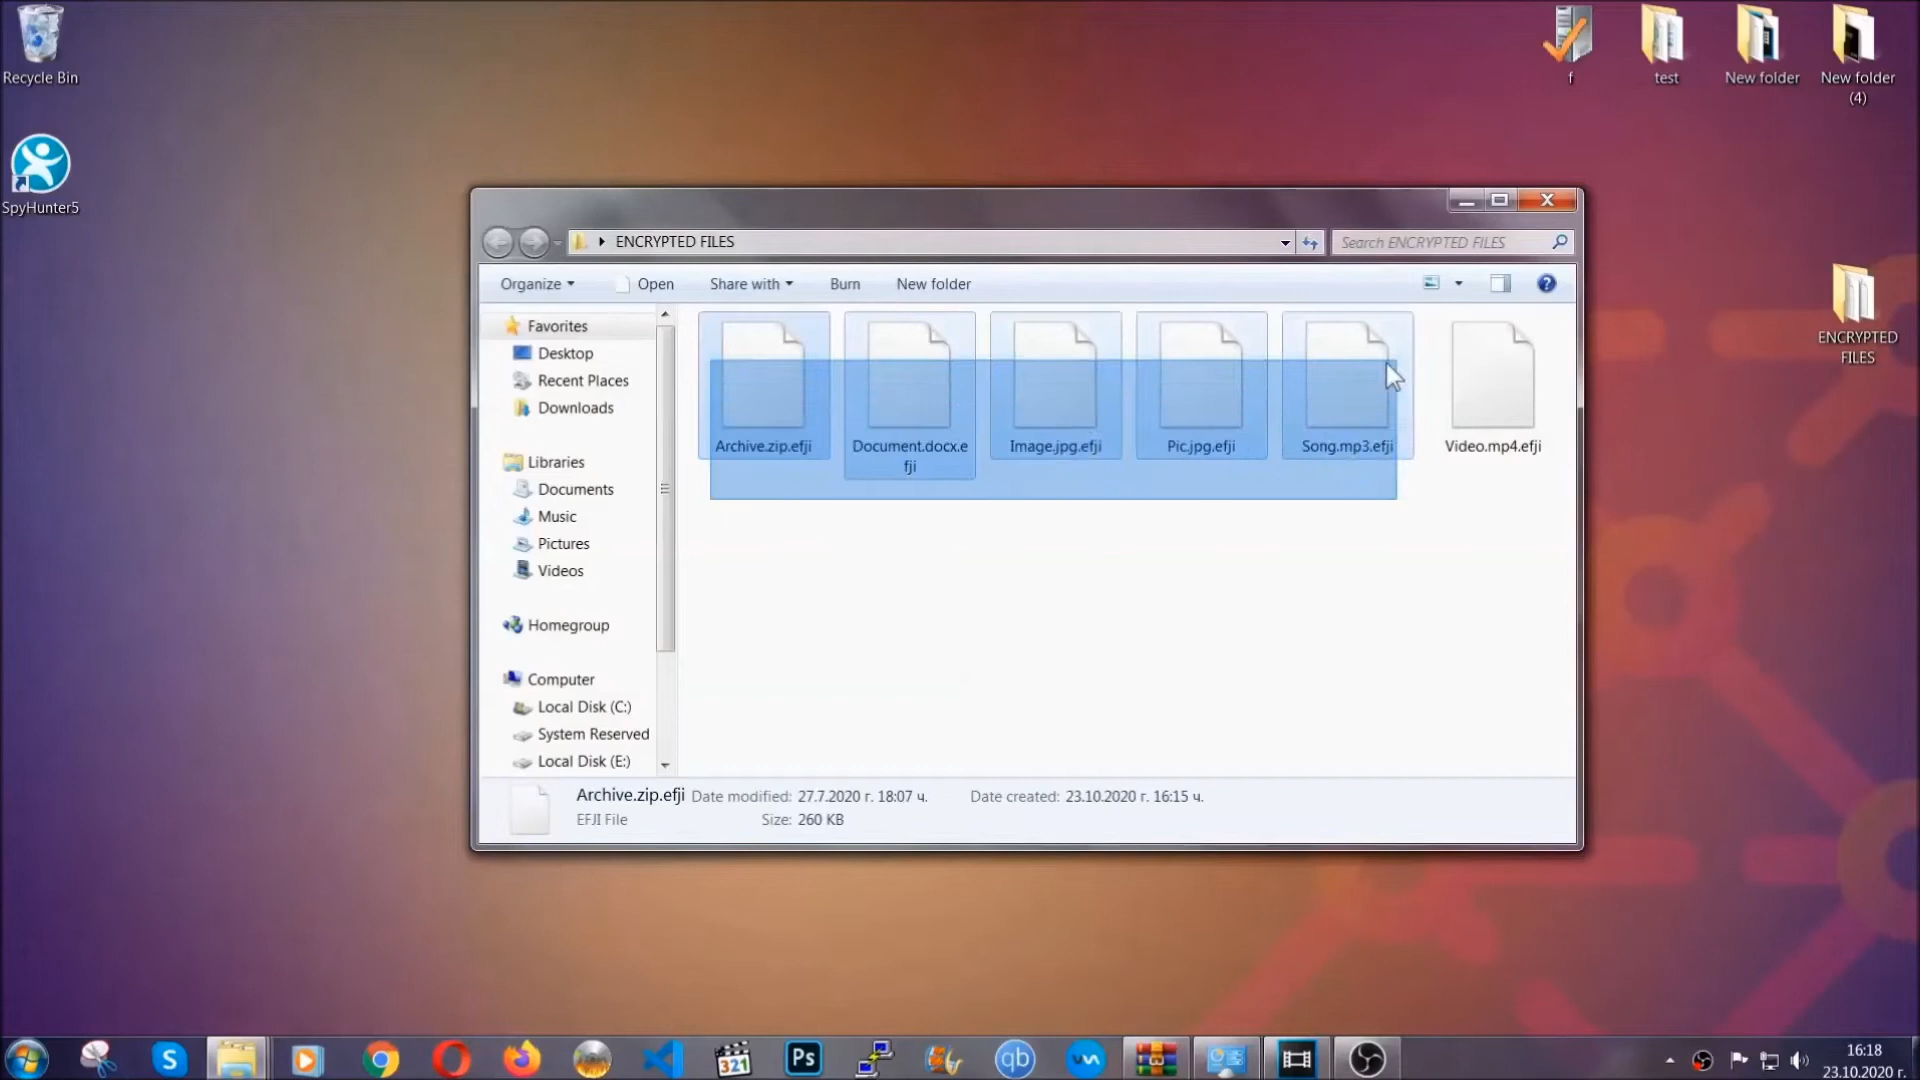 Recycle Bin
SpyHunter5
f
test
New folder
New folder
(4)
ENCRYPTED
FILES
ENCRYPTED FILES
Search ENCRYPTED FILES
Organize
Open
Share with
Burn
New folder
Favorites
Desktop
Recent Places
Downloads
Libraries
Documents
Music
Pictures
Videos
Homegroup
Computer
Local Disk (C:)
System Reserved
Local Disk (E:)
Archive.zip.efji
Document.docx.e
fji
Image.jpg.efji
Pic.jpg.efji
Song.mp3.efji
Video.mp4.efji
Archive.zip.efji Date modified: 27.7.2020 г. 18:07 ч. Date created: 23.10.2020 г. 16:15 ч.
EFJI File Size: 260 KB
S
321
Ps
qb
16:18
23.10.2020 г.